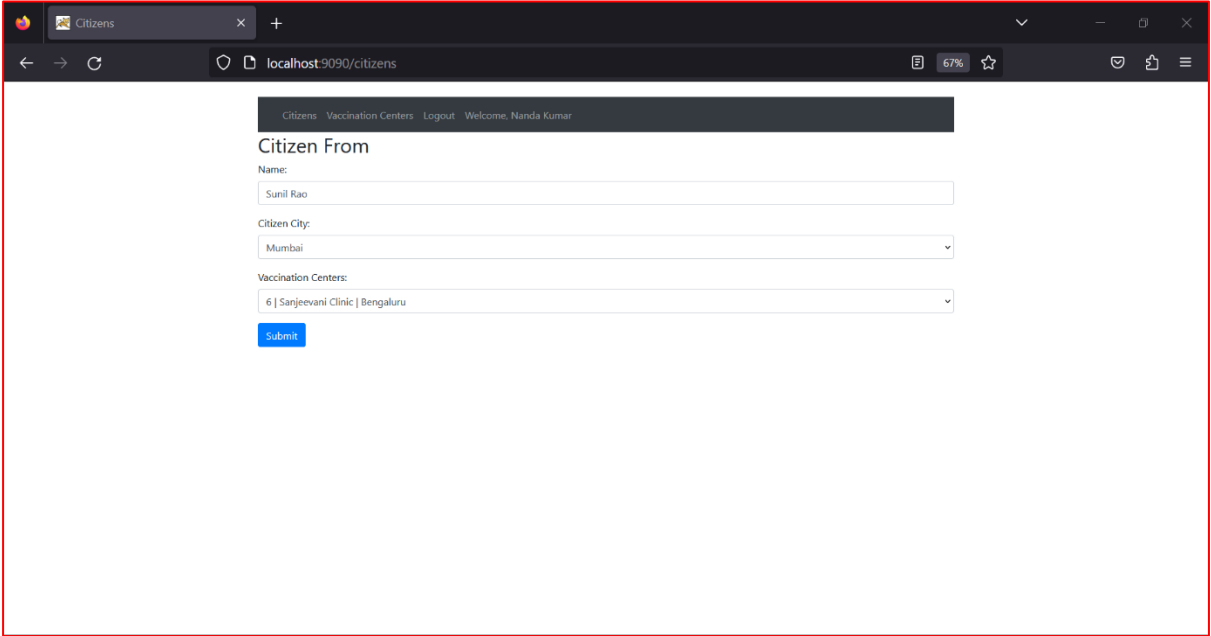 Citizens
localhost:9090/citizens
67%
Citizens Vaccination Centers Logout Welcome, Nanda Kumar
Citizen From
Name:
Sunil Rao
Citizen City:
Mumbai
Vaccination Centers:
6 | Sanjeevani Clinic | Bengaluru
Submit